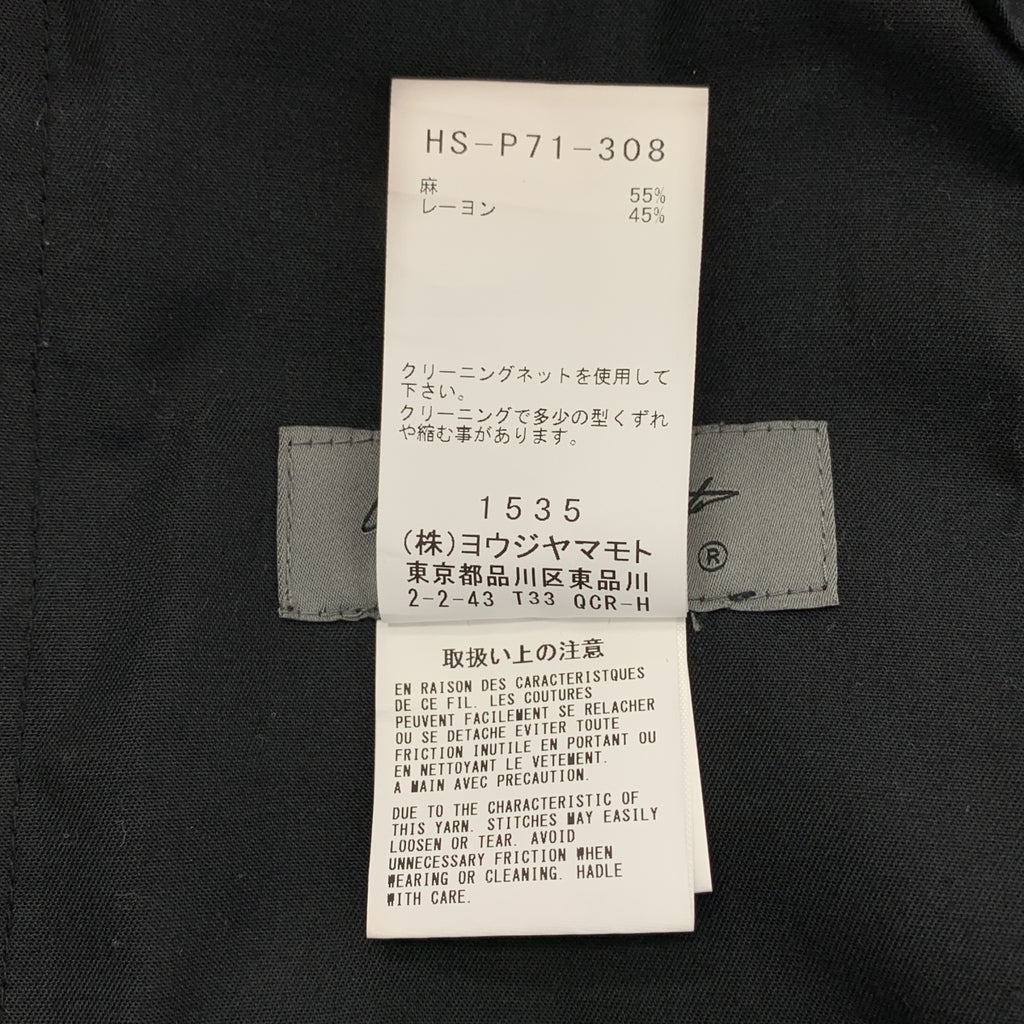 HS-P71-308
麻 55%
レーヨン 45%
クリーニングネットを使用して
下さい。
クリーニングで多少の型くずれ
や縮む事があります。
1535
(株)ヨウジヤマモト
®
東京都品川区東品川
2-2-43 T33 QCR-H
取扱い上の注意
EN RAISON DES CARACTERISTQUES
DE CE FIL. LES COUTURES
PEUVENT FACILEMENT SE RELACHER
OU SE DETACHE EVITER TOUTE
FRICTION INUTILE EN PORTANT OU
EN NETTOYANT LE VETEMENT.
A MAIN AVEC PRECAUTION.
DUE TO THE CHARACTERISTIC OF
THIS YARN. STITCHES MAY EASILY
LOOSEN OR TEAR. AVOID
UNNECESSARY FRICTION WHEN
WEARING OR CLEANING. HADLE
WITH CARE.